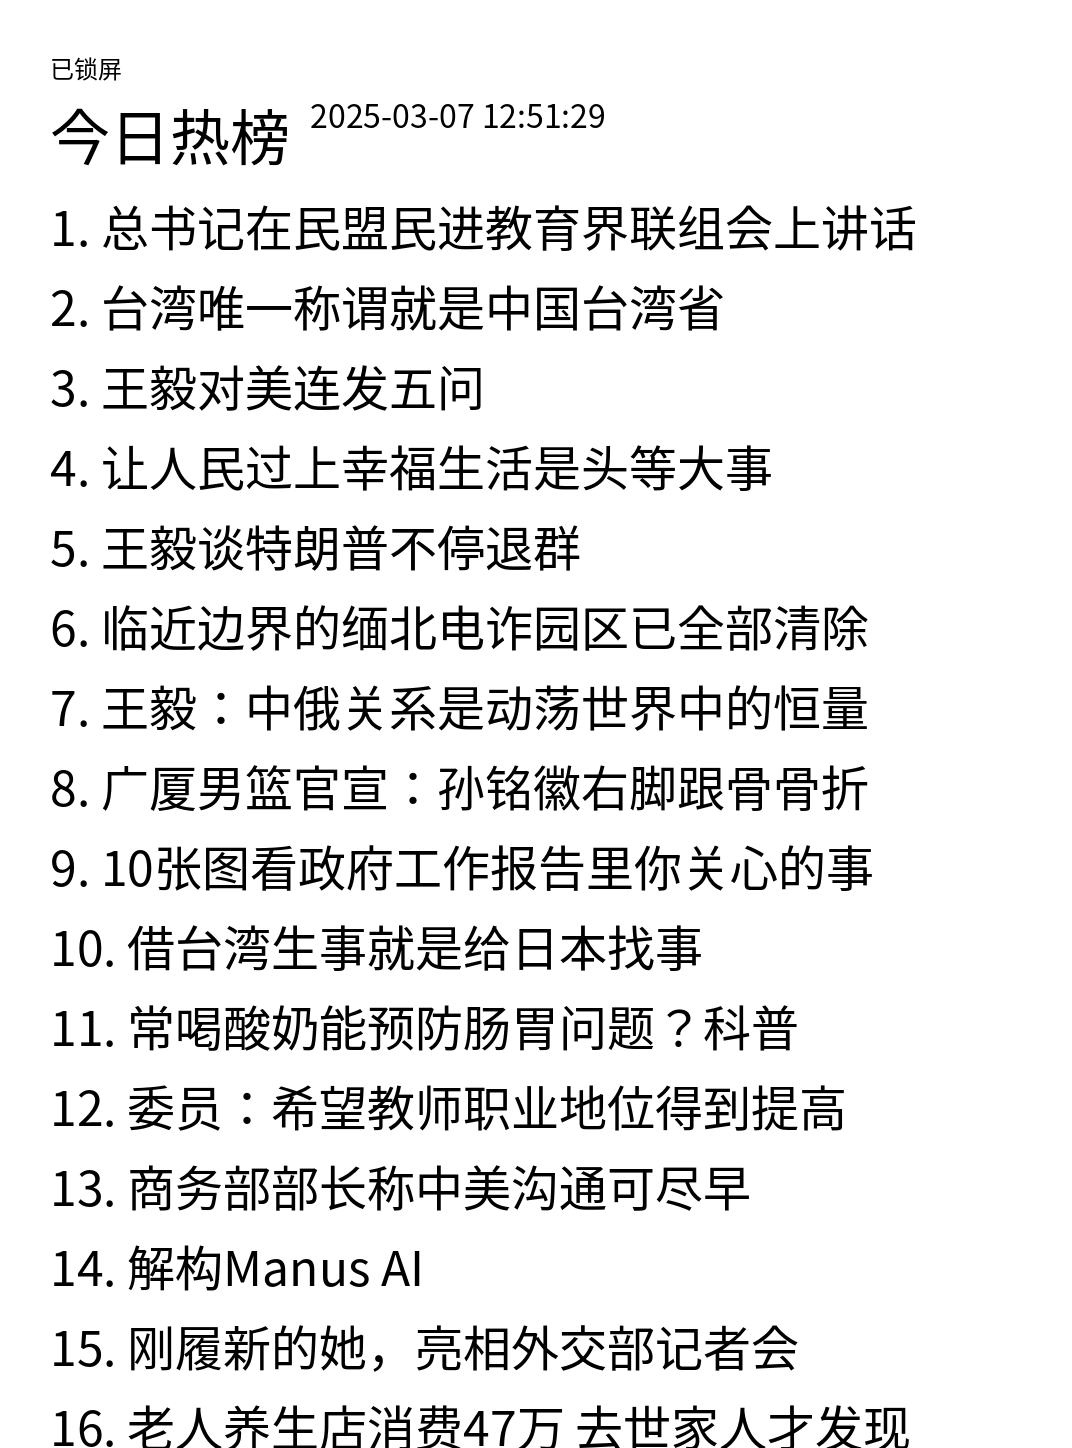 已锁屏
今日热榜 2025-03-07 12:51:29
1. 总书记在民盟民进教育界联组会上讲话
2. 台湾唯一称谓就是中国台湾省
3. 王毅对美连发五问
4. 让人民过上幸福生活是头等大事
5. 王毅谈特朗普不停退群
6. 临近边界的缅北电诈园区已全部清除
7. 王毅：中俄关系是动荡世界中的恒量
8. 广厦男篮官宣：孙铭徽右脚跟骨骨折
9. 10张图看政府工作报告里你关心的事
10. 借台湾生事就是给日本找事
11. 常喝酸奶能预防肠胃问题？科普
12. 委员：希望教师职业地位得到提高
13. 商务部部长称中美沟通可尽早
14. 解构Manus AI
15. 刚履新的她，亮相外交部记者会
16. 老人养生店消费47万 去世家人才发现